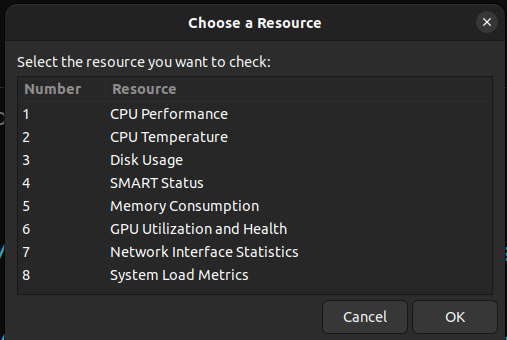 Choose a Resource
Select the resource you want to check:
Number Resource
1 CPU Performance
2 CPU Temperature
3 Disk Usage
4 SMART Status
5 Memory Consumption
6 GPU Utilization and Health
7 Network Interface Statistics
8 System Load Metrics
Cancel OK